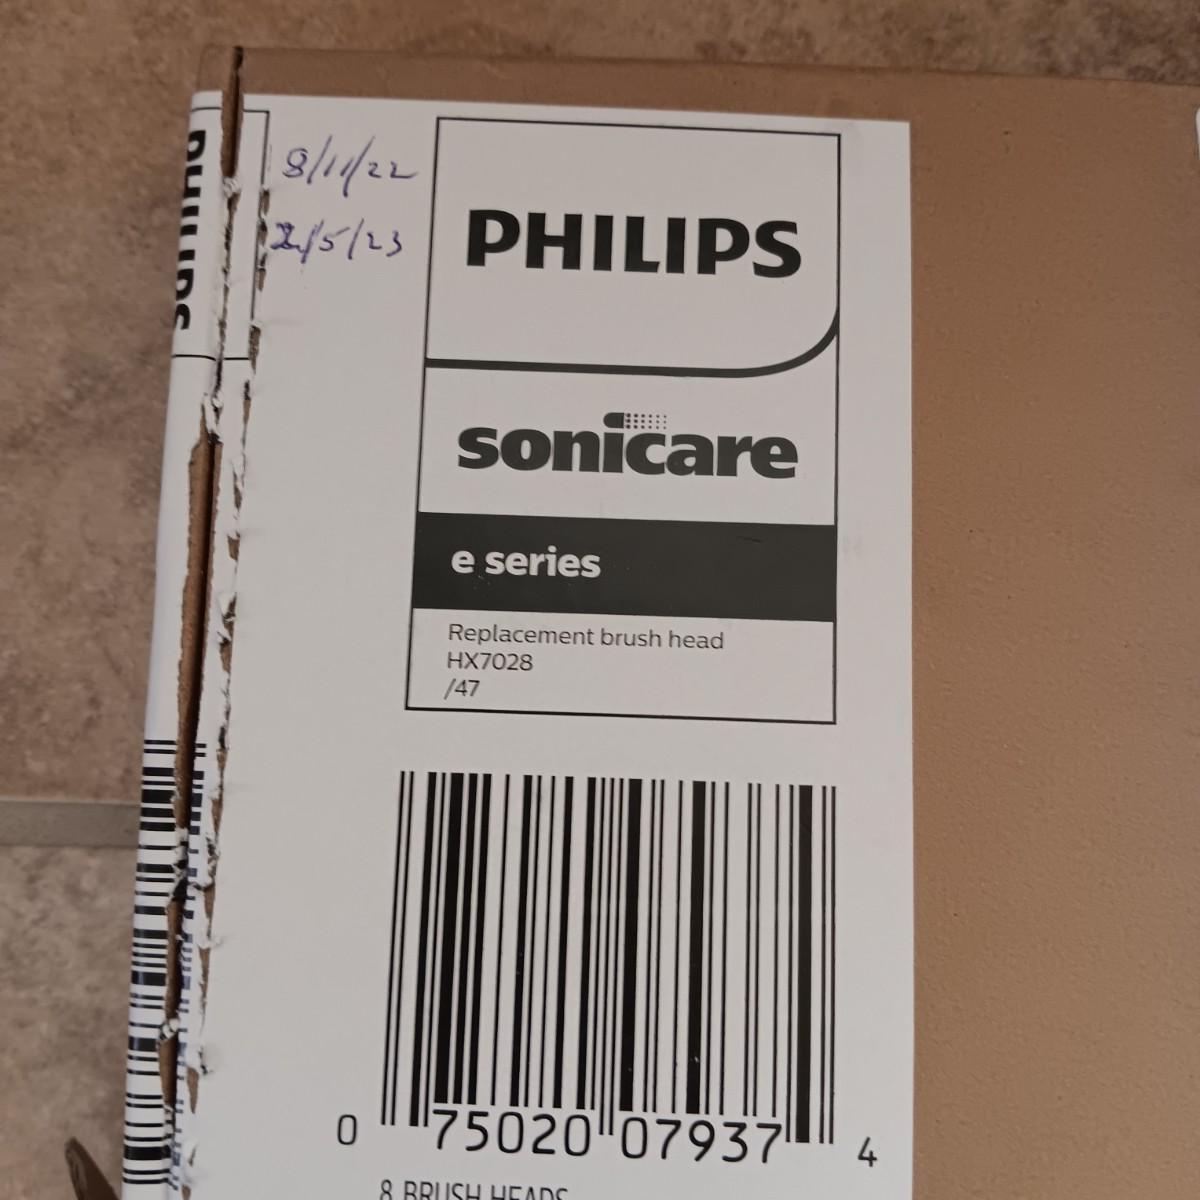 8/11/22
2/5/23
PHILIPS
PHILIPS
sonicare
e series
Replacement brush head
HX7028
/47
0 75020 07937 4
8 BRUSH HEADS